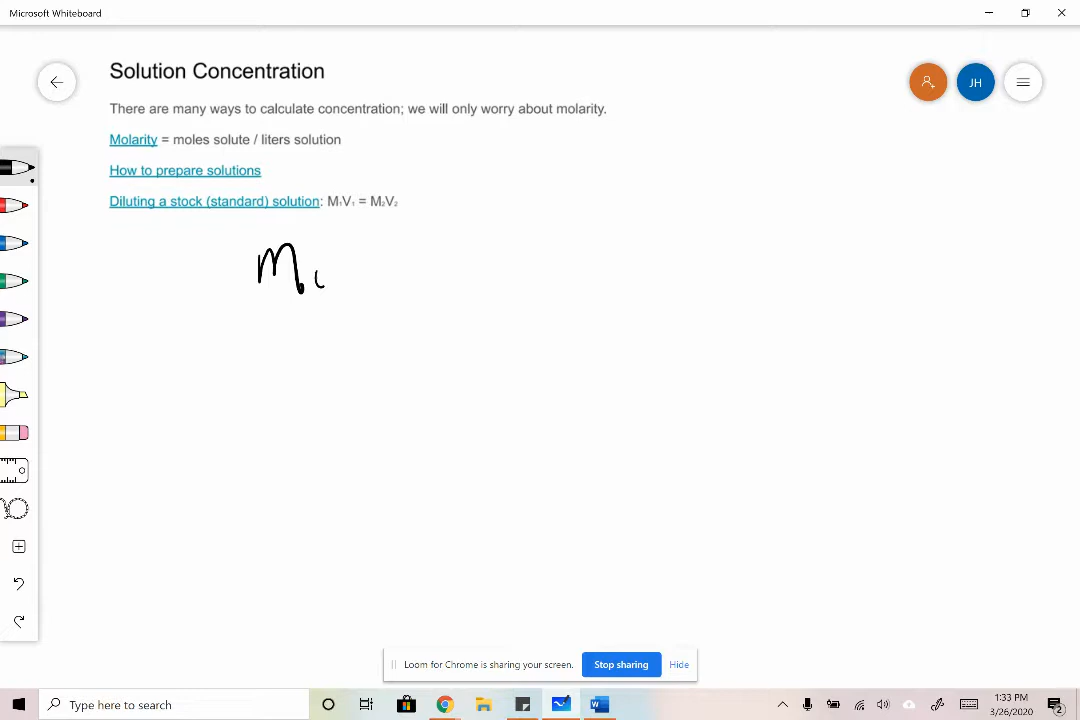 Microsoft Whiteboard
Solution Concentration
JH
There are many ways to calculate concentration; we will only worry about molarity.
Molarity = moles solute / liters solution
How to prepare solutions
Diluting a stock (standard) solution: M₁V₁ = M₂V₂
M
Loom for Chrome is sharing your screen.
Stop sharing
Hide
Type here to search
1:33 PM
3/26/2020
2